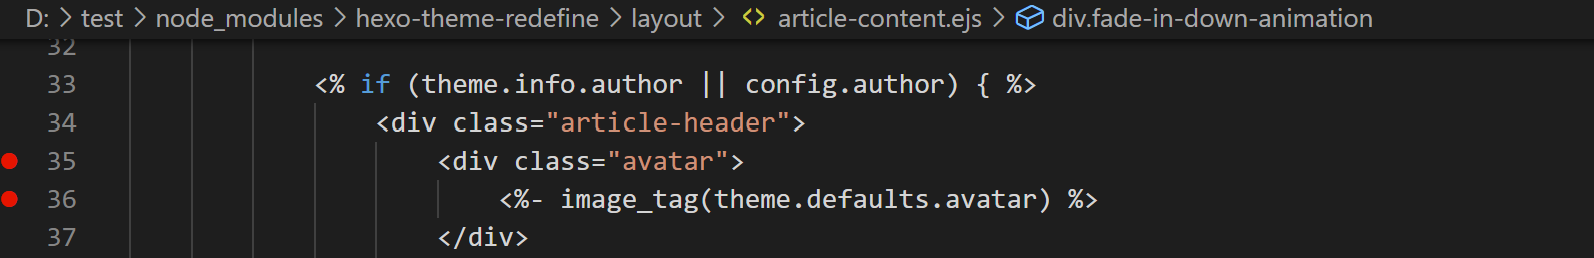 D: > test > node_modules > hexo-theme-redefine > layout > <> article-content.ejs > div.fade-in-down-animation
32
33 <% if (theme.info.author || config.author) { %>
34 <div class="article-header">
35 <div class="avatar">
36 <%- image_tag(theme.defaults.avatar) %>
37 </div>